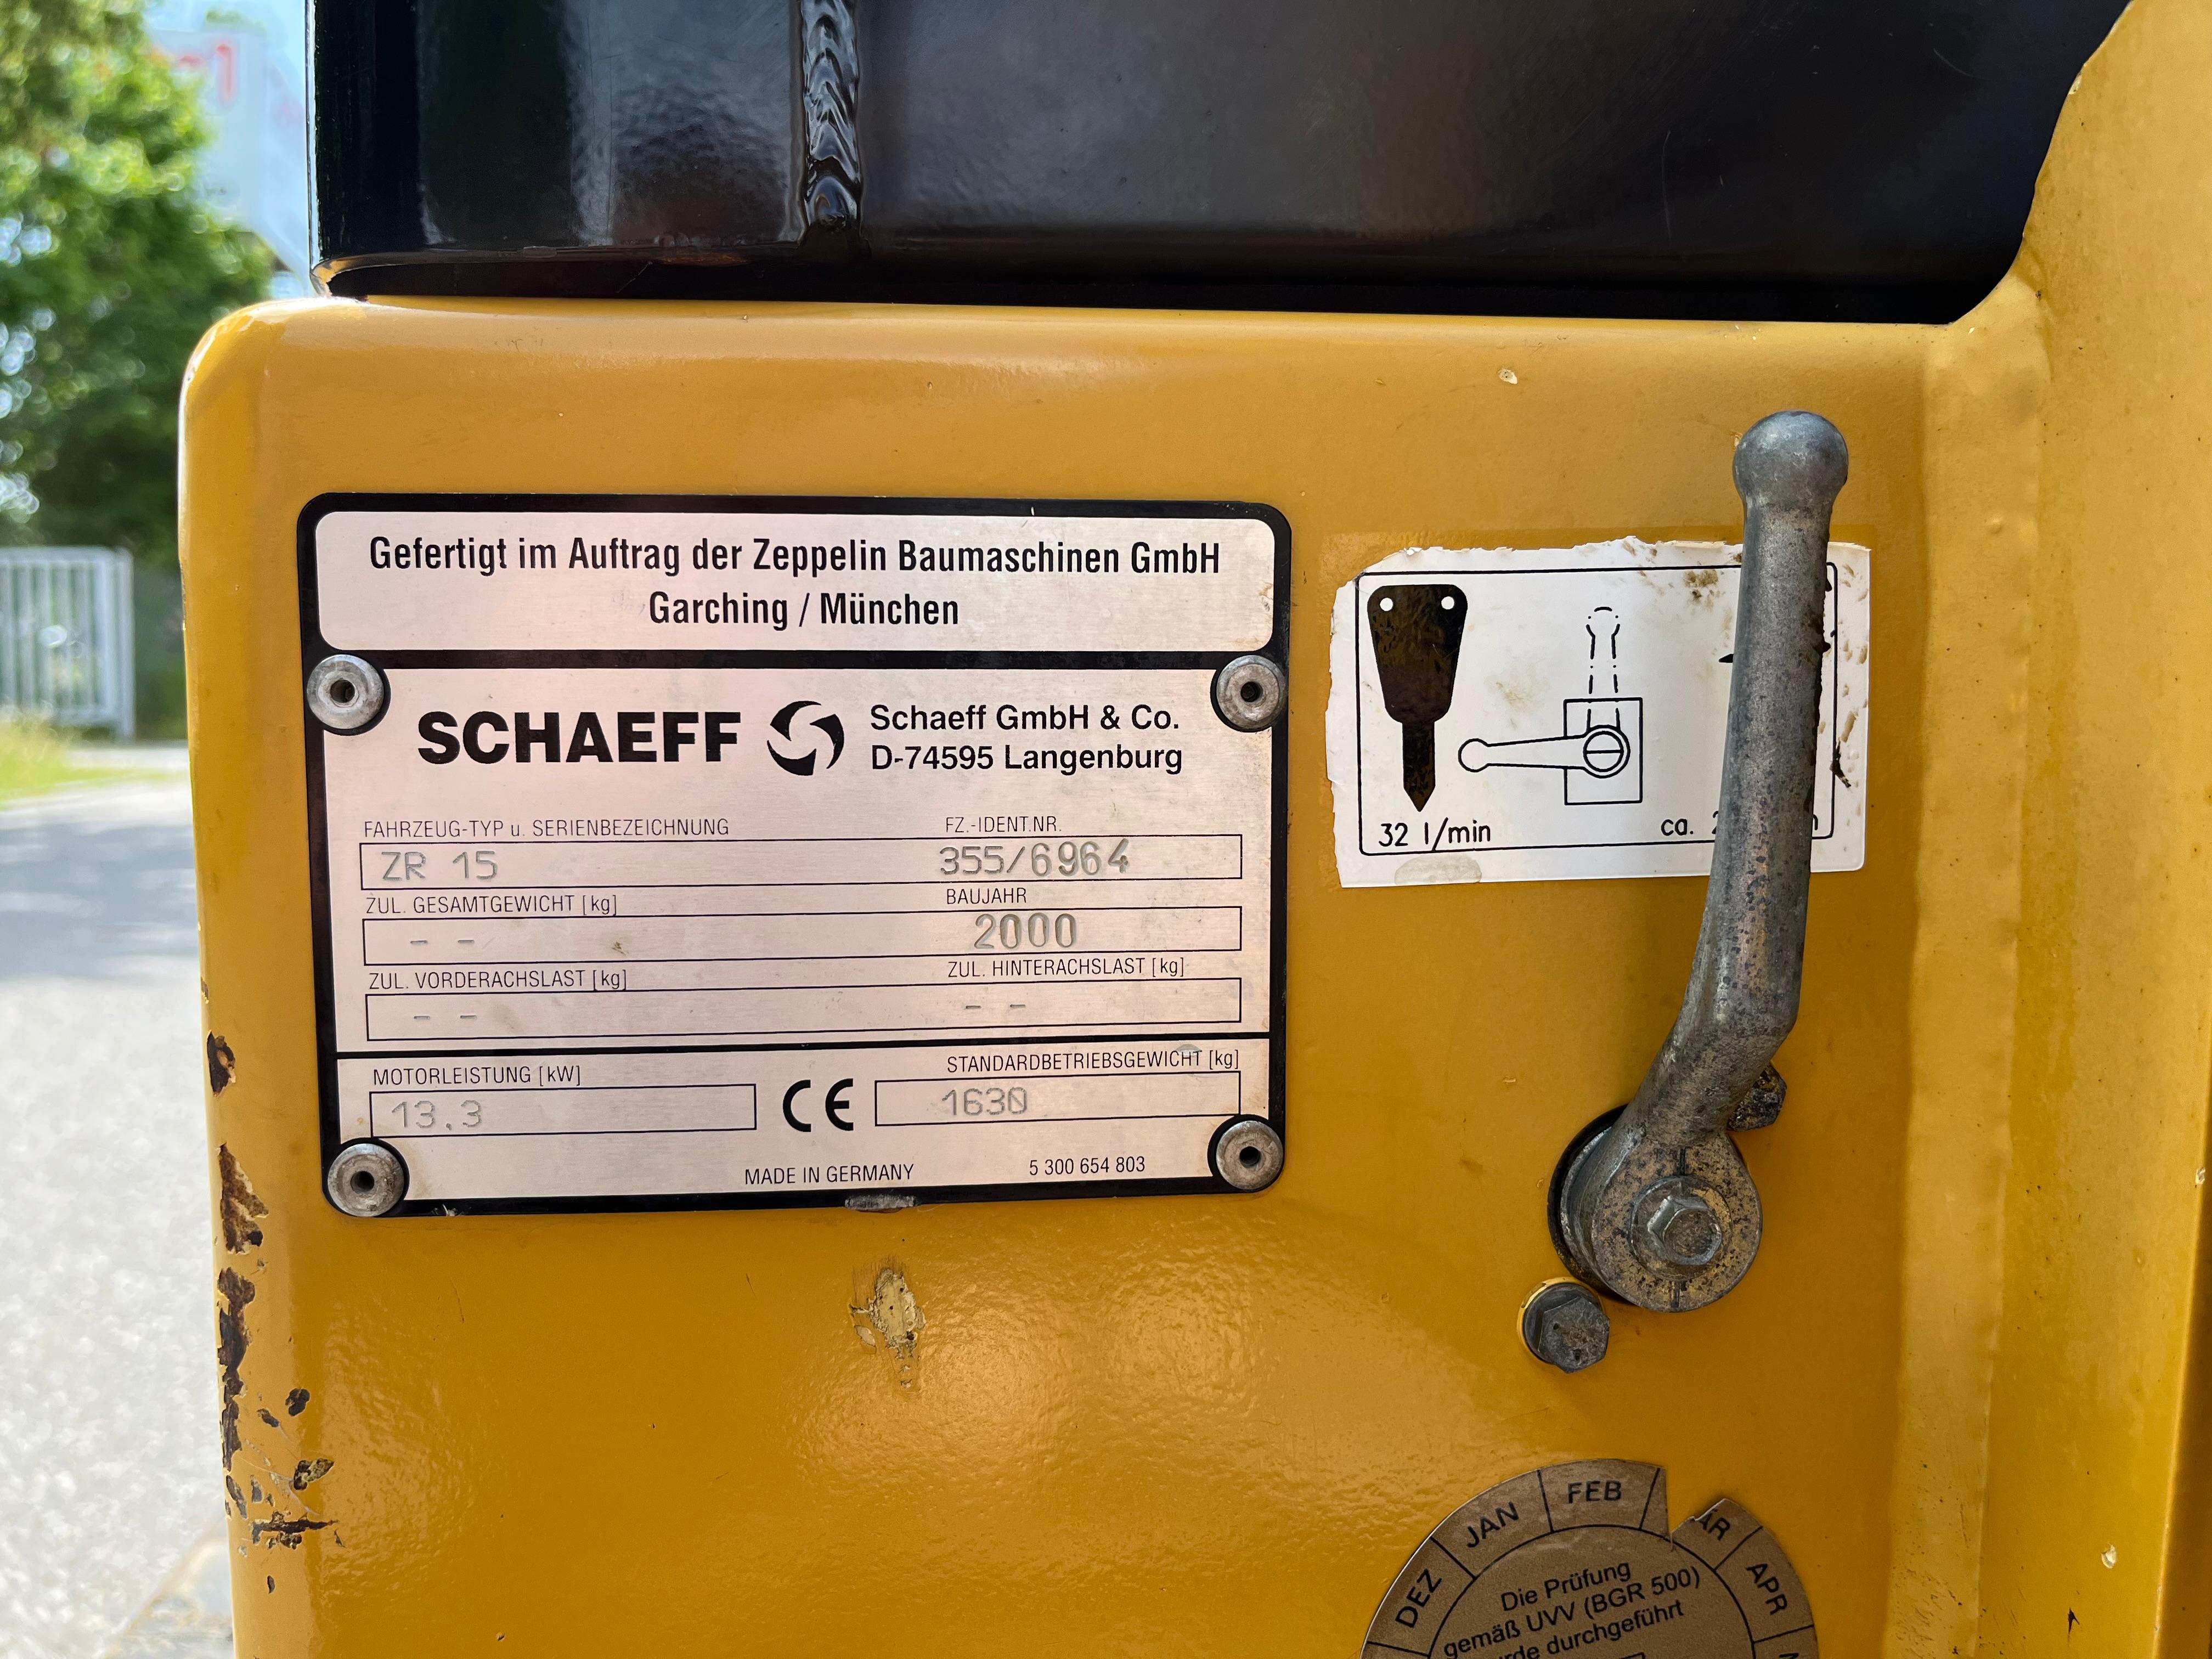 Gefertigt im Auftrag der Zeppelin Baumaschinen GmbH
Garching / München
SCHAEFF
Schaeff GmbH & Co.
D-74595 Langenburg
FAHRZEUG-TYP u. SERIENBEZEICHNUNG FZ.-IDENT.NR.
ZR 15 355/6964
ZUL. GESAMTGEWICHT [kg] BAUJAHR
- - 2000
ZUL. VORDERACHSLAST [kg] ZUL. HINTERACHSLAST [kg]
- - - -
MOTORLEISTUNG [kW] STANDARDBETRIEBSGEWICHT [kg]
13,3 CE 1630
MADE IN GERMANY 5 300 654 803
32 l/min ca.
DEZ JAN FEB APR
Die Prüfung
gemäß UVV (BGR 500)
durchgeführt